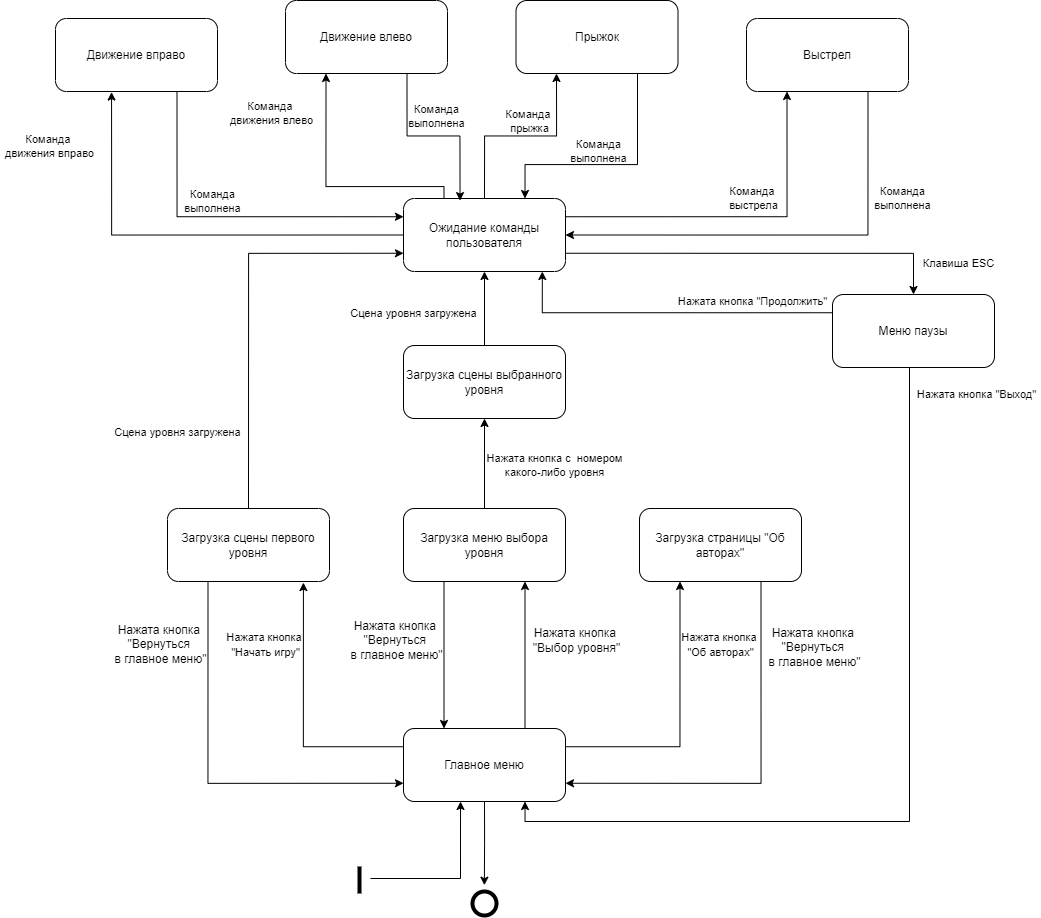 Движение вправо
Движение влево
Прыжок
Выстрел
Команда
движения вправо
Команда
выполнена
Команда
движения влево
Команда
выполнена
Команда
прыжка
Команда
выполнена
Команда
выстрела
Команда
выполнена
Ожидание команды
пользователя
Клавиша ESC
Нажата кнопка "Продолжить"
Меню паузы
Сцена уровня загружена
Загрузка сцены выбранного
уровня
Нажата кнопка "Выход"
Сцена уровня загружена
Нажата кнопка с номером
какого-либо уровня
Загрузка сцены первого
уровня
Загрузка меню выбора
уровня
Загрузка страницы "Об
авторах"
Нажата кнопка
"Вернуться
в главное меню"
Нажата кнопка
"Начать игру"
Нажата кнопка
"Вернуться
в главное меню"
Нажата кнопка
"Выбор уровня"
Нажата кнопка
"Об авторах"
Нажата кнопка
"Вернуться
в главное меню"
Главное меню